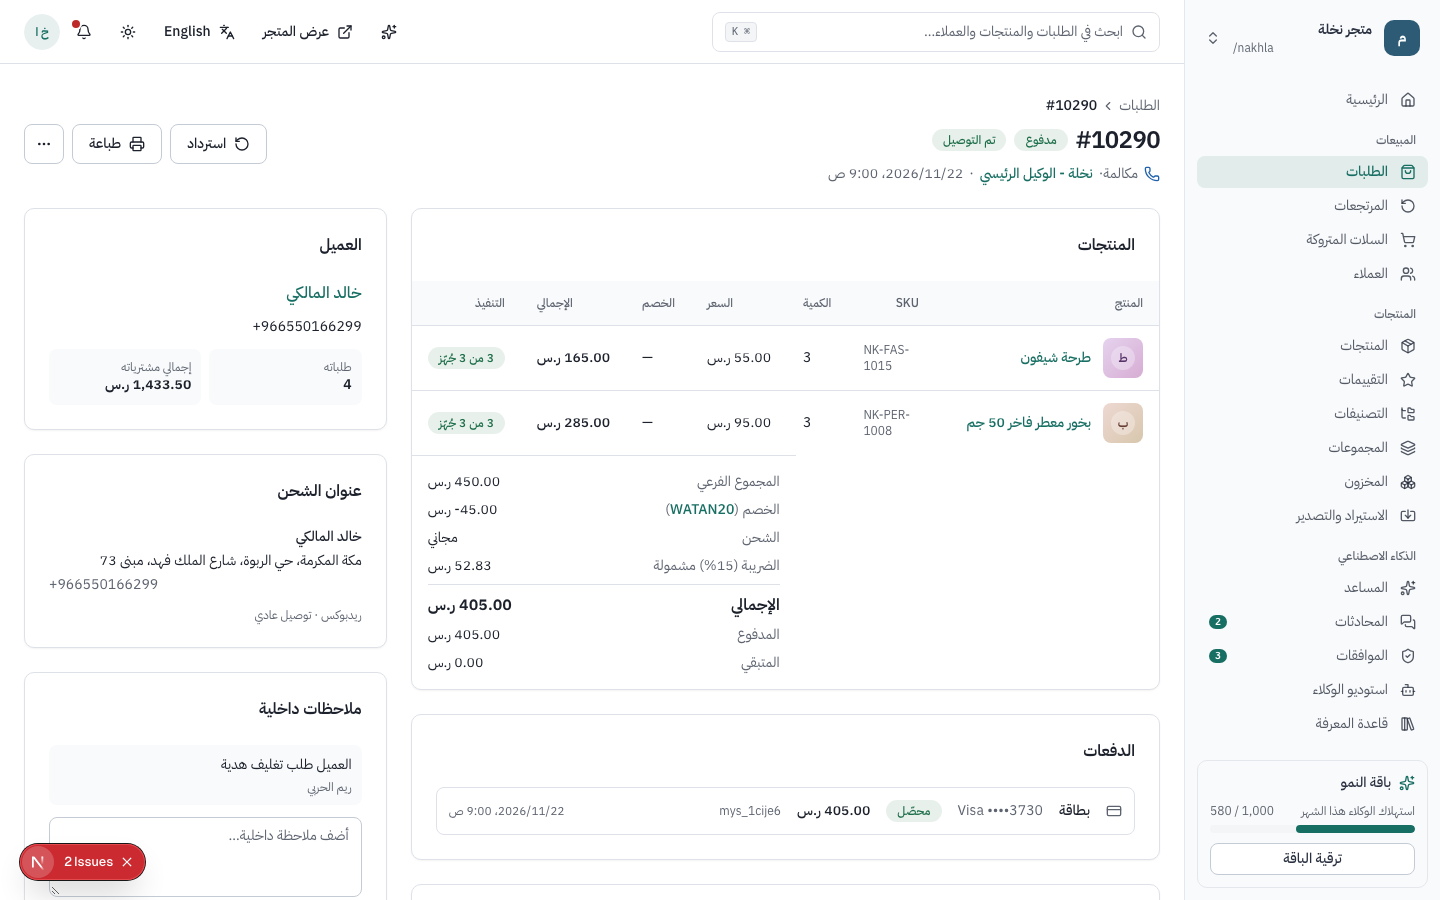 متجر نخلة
/nakhla
الرئيسية
المبيعات
الطلبات
المرتجعات
السلات المتروكة
العملاء
المنتجات
المنتجات
التقييمات
التصنيفات
المجموعات
المخزون
الاستيراد والتصدير
الذكاء الاصطناعي
المساعد
المحادثات 2
الموافقات 3
استوديو الوكلاء
قاعدة المعرفة
باقة النمو
استهلاك الوكلاء هذا الشهر 580 / 1,000
ترقية الباقة
م
ابحث في الطلبات والمنتجات والعملاء... ⌘ K
عرض المتجر
English
خ ا
الطلبات › #10290
#10290 مدفوع تم التوصيل
مكالمة· نخلة - الوكيل الرئيسي · 2026/11/22، 9:00 ص
استرداد
طباعة
المنتجات
المنتج SKU الكمية السعر الخصم الإجمالي التنفيذ
ط طرحة شيفون NK-FAS-1015 3 55.00 ر.س — 165.00 ر.س 3 من 3 جُهّز
ب بخور معطر فاخر 50 جم NK-PER-1008 3 95.00 ر.س — 285.00 ر.س 3 من 3 جُهّز
المجموع الفرعي 450.00 ر.س
الخصم (WATAN20) -45.00 ر.س
الشحن مجاني
الضريبة (15%) مشمولة 52.83 ر.س
الإجمالي 405.00 ر.س
المدفوع 405.00 ر.س
المتبقي 0.00 ر.س
الدفعات
بطاقة Visa ••••3730 محصّل 405.00 ر.س mys_1cije6 2026/11/22، 9:00 ص
العميل
خالد المالكي
+966550166299
طلباته
4
إجمالي مشترياته
1,433.50 ر.س
عنوان الشحن
خالد المالكي
مكة المكرمة، حي الربوة، شارع الملك فهد، مبنى 73
+966550166299
ريدبوكس · توصيل عادي
ملاحظات داخلية
العميل طلب تغليف هدية
ريم الحربي
أضف ملاحظة داخلية...
N 2 Issues